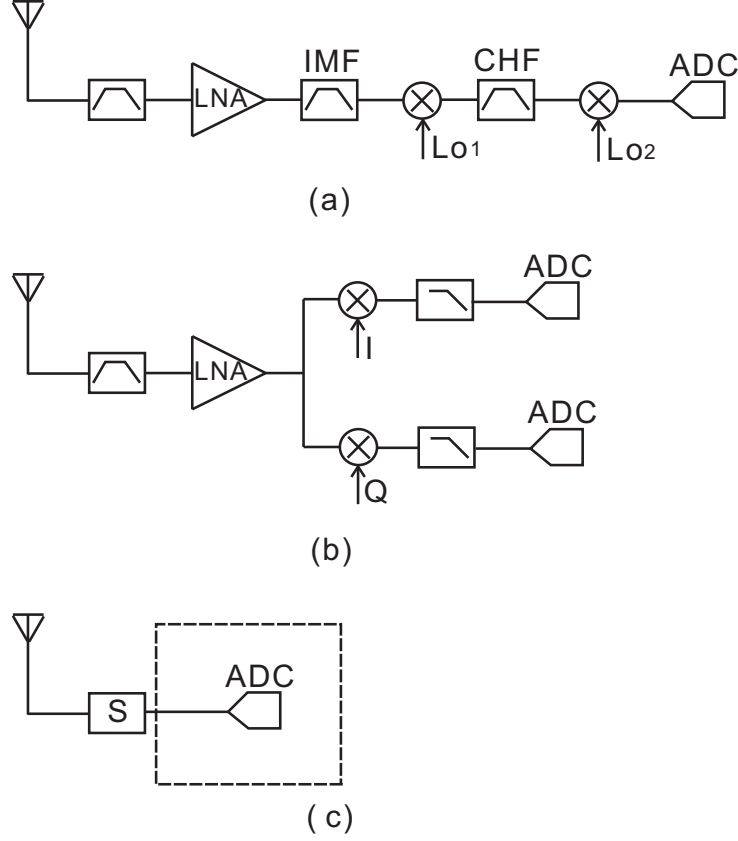 IMF
CHF
ADC
LNA
Lo1
Lo2
(a)
ADC
LNA
I
ADC
Q
(b)
ADC
S
( c)